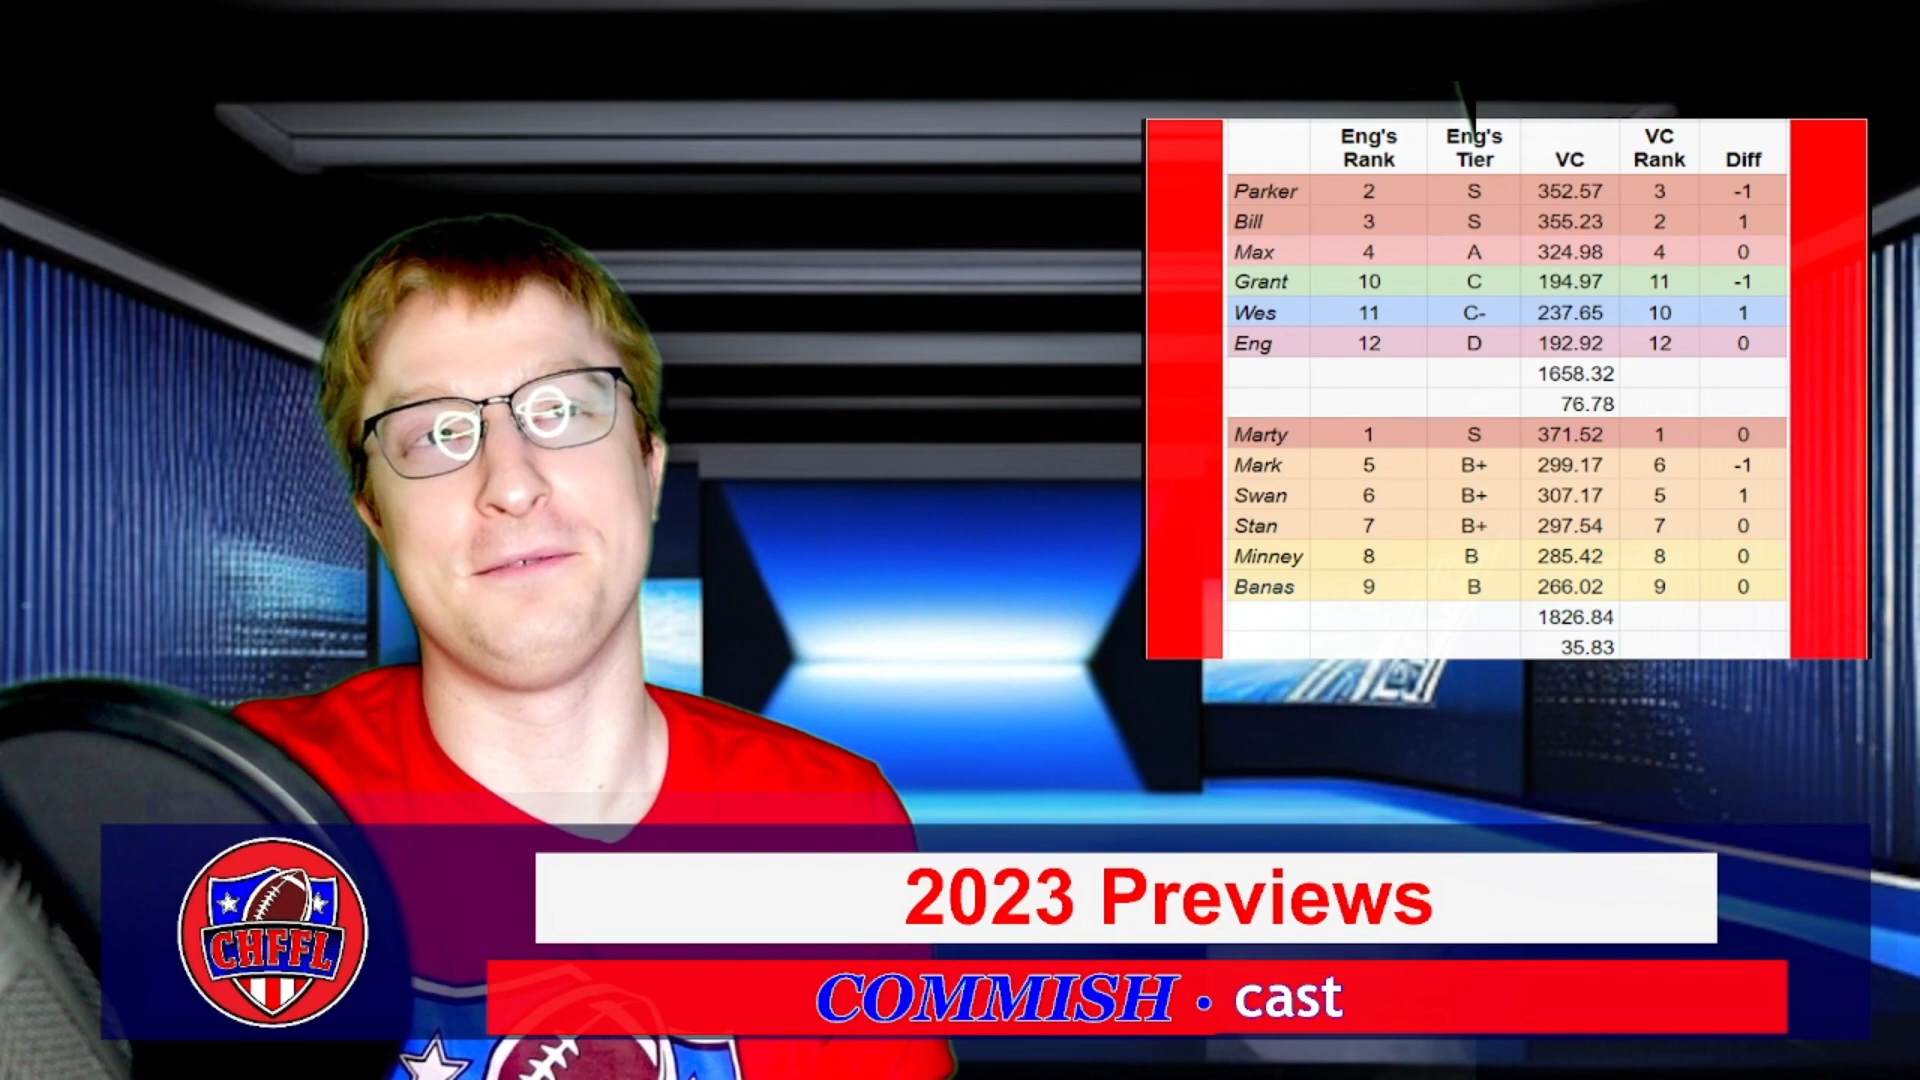 Eng's Rank Eng's Tier VC VC Rank Diff
Parker 2 S 352.57 3 -1
Bill 3 S 355.23 2 1
Max 4 A 324.98 4 0
Grant 10 C 194.97 11 -1
Wes 11 C- 237.65 10 1
Eng 12 D 192.92 12 0
1658.32
76.78
Marty 1 S 371.52 1 0
Mark 5 B+ 299.17 6 -1
Swan 6 B+ 307.17 5 1
Stan 7 B+ 297.54 7 0
Minney 8 B 285.42 8 0
Banas 9 B 266.02 9 0
1826.84
35.83
2023 Previews
CHFFL
COMMISH • cast